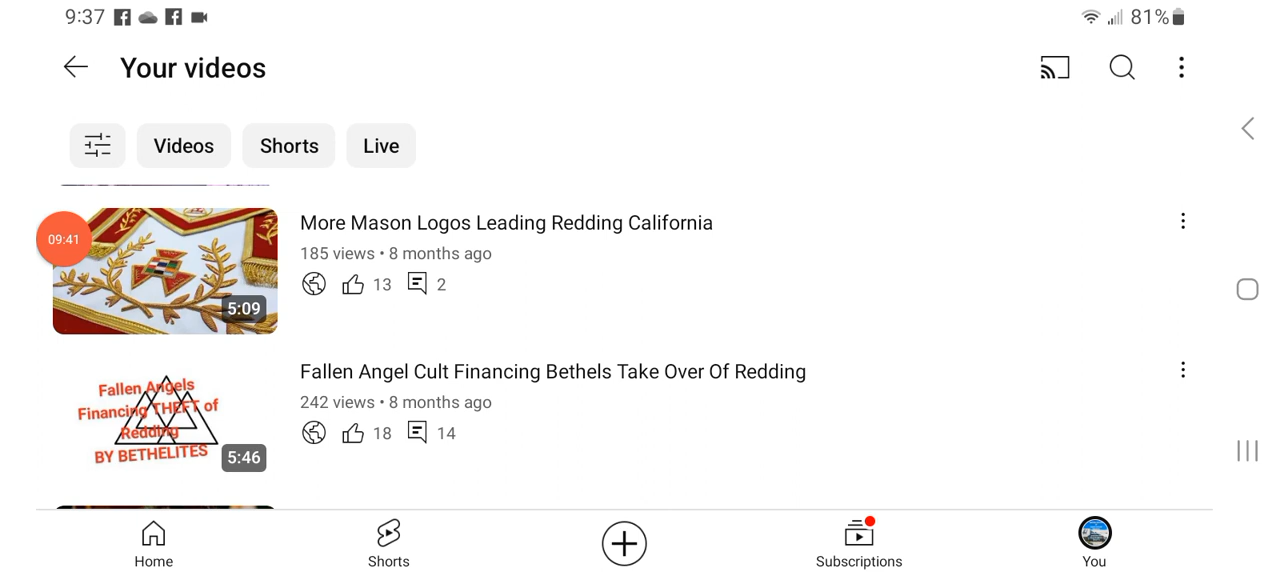 9:37 81%
Your videos
Videos Shorts Live
09:41
5:09
More Mason Logos Leading Redding California
185 views • 8 months ago
13 2
Fallen Angels
Financing THEFT of
Redding
BY BETHELITES
5:46
Fallen Angel Cult Financing Bethels Take Over Of Redding
242 views • 8 months ago
18 14
Home Shorts Subscriptions You